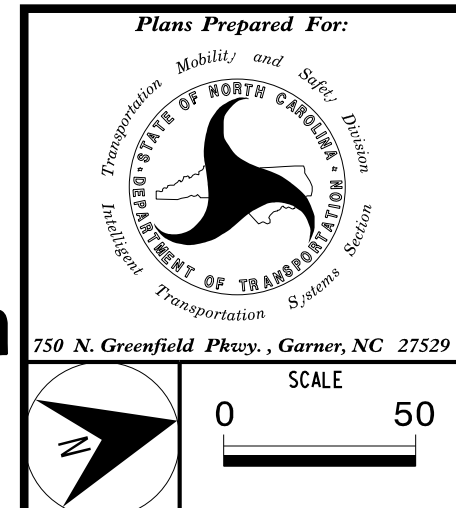 Plans Prepared For:
Transportation Mobility and Safety Division
STATE OF NORTH CAROLINA
DEPARTMENT OF TRANSPORTATION
Intelligent Transportation Systems Section
750 N. Greenfield Pkwy. , Garner, NC 27529
N
SCALE
0 50